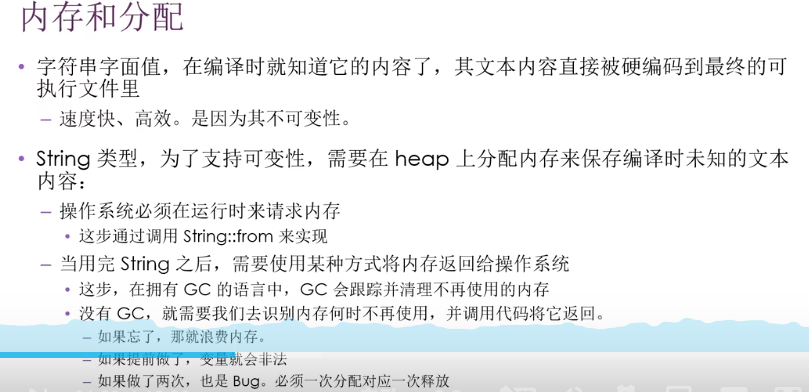 内存和分配
• 字符串字面值，在编译时就知道它的内容了，其文本内容直接被硬编码到最终的可
执行文件里
– 速度快、高效。是因为其不可变性。
• String 类型，为了支持可变性，需要在 heap 上分配内存来保存编译时未知的文本
内容：
– 操作系统必须在运行时来请求内存
• 这步通过调用 String::from 来实现
– 当用完 String 之后，需要使用某种方式将内存返回给操作系统
• 这步，在拥有 GC 的语言中，GC 会跟踪并清理不再使用的内存
• 没有 GC，就需要我们去识别内存何时不再使用，并调用代码将它返回。
– 如果忘了，那就浪费内存。
– 如果提前做了，变量就会非法
– 如果做了两次，也是 Bug。必须一次分配对应一次释放